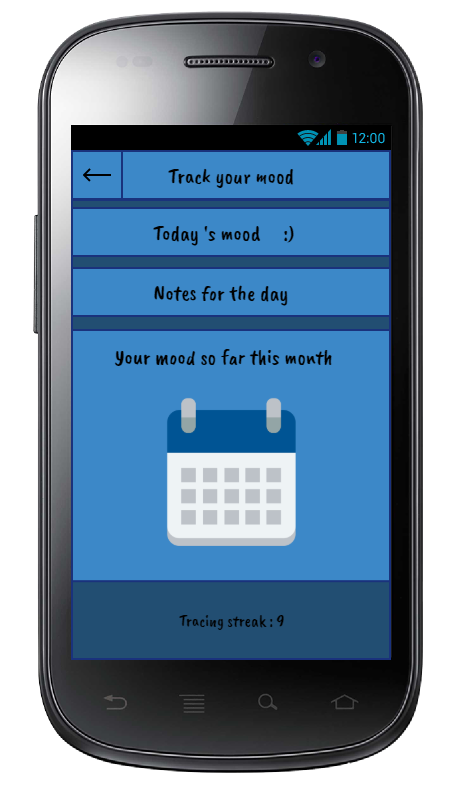 12:00
Track your mood
Today 's mood :)
Notes for the day
Your mood so far this month
Tracing streak : 9